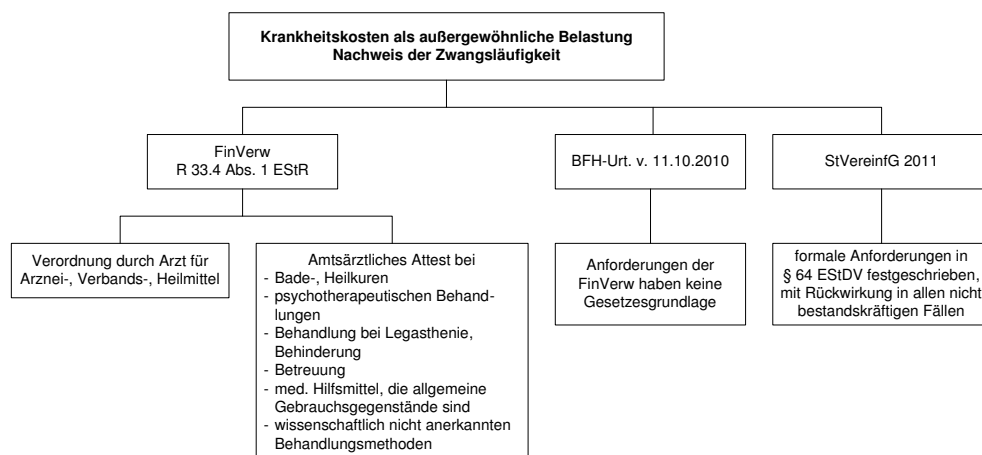 Krankheitskosten als außergewöhnliche Belastung
Nachweis der Zwangsläufigkeit
FinVerw
R 33.4 Abs. 1 EStR
BFH-Urt. v. 11.10.2010
StVereinfG 2011
Verordnung durch Arzt für
Arznei-, Verbands-, Heilmittel
Amtsärztliches Attest bei
- Bade-, Heilkuren
- psychotherapeutischen Behand-
lungen
- Behandlung bei Legasthenie,
Behinderung
- Betreuung
- med. Hilfsmittel, die allgemeine
Gebrauchsgegenstände sind
- wissenschaftlich nicht anerkannten
Behandlungsmethoden
Anforderungen der
FinVerw haben keine
Gesetzesgrundlage
formale Anforderungen in
§ 64 EStDV festgeschrieben,
mit Rückwirkung in allen nicht
bestandskräftigen Fällen